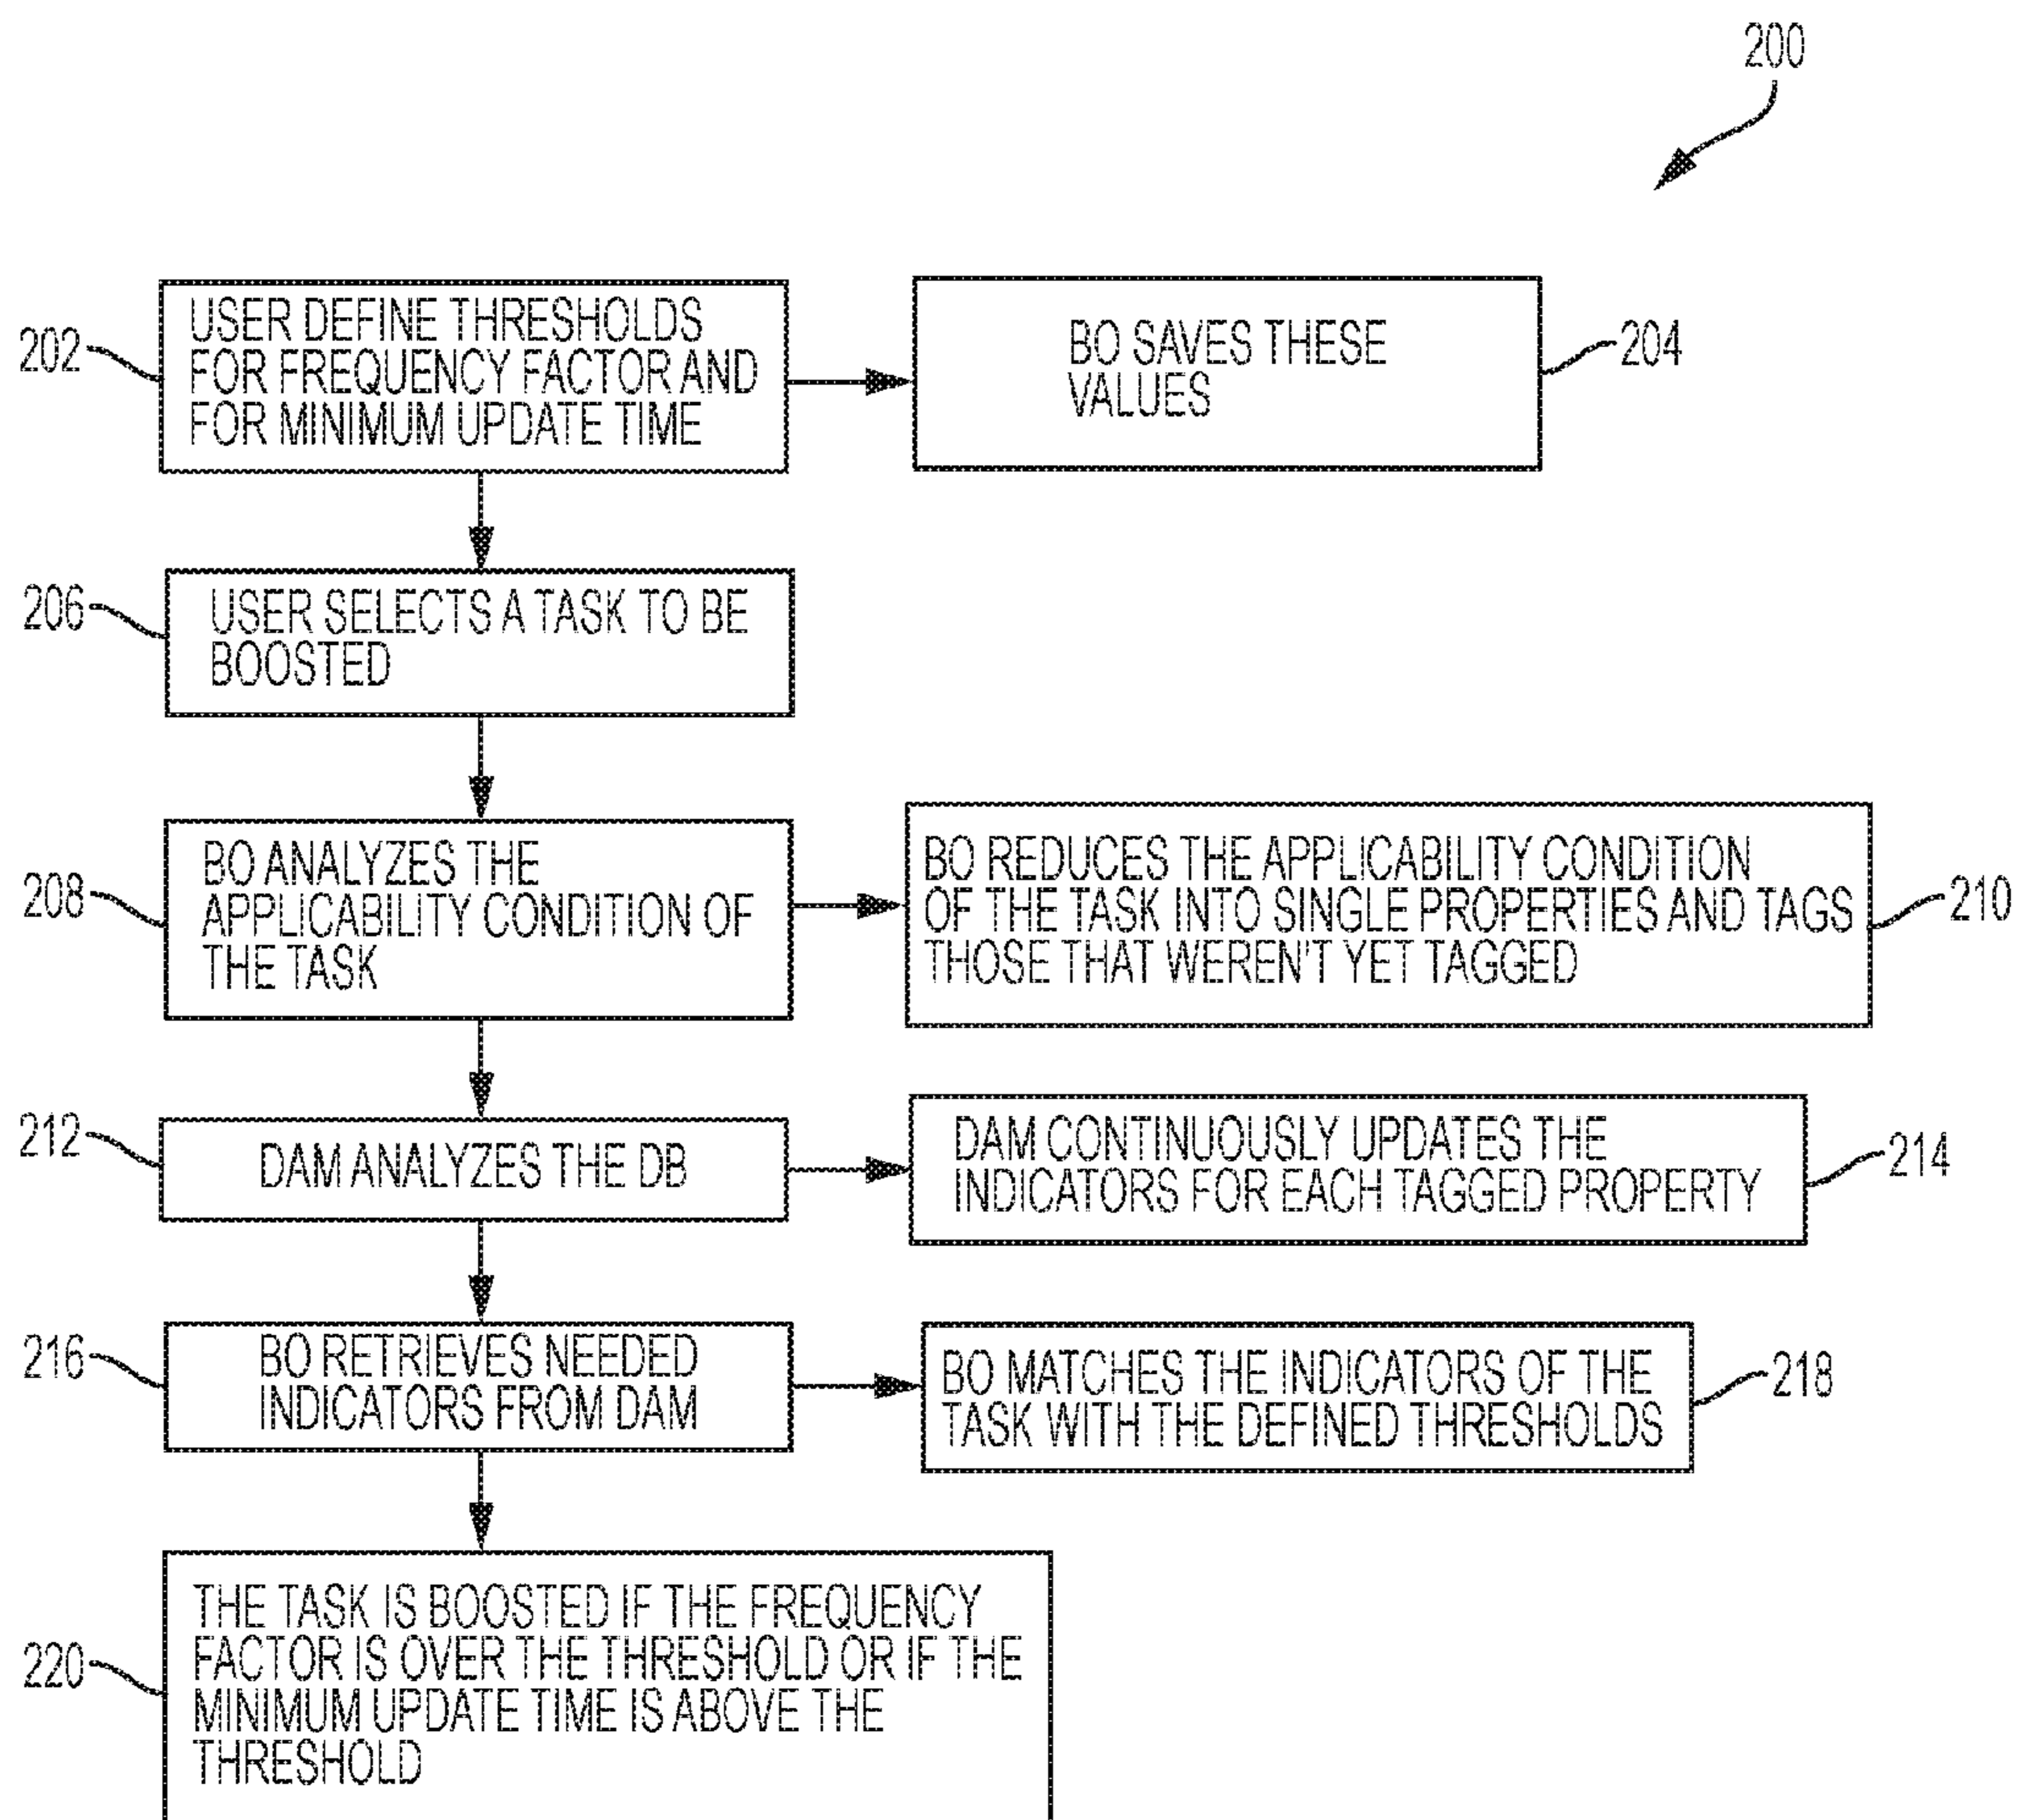 200
202
USER DEFINE THRESHOLDS
FOR FREQUENCY FACTOR AND
FOR MINIMUM UPDATE TIME
BO SAVES THESE
VALUES
204
206
USER SELECTS A TASK TO BE
BOOSTED
208
BO ANALYZES THE
APPLICABILITY CONDITION OF
THE TASK
BO REDUCES THE APPLICABILITY CONDITION
OF THE TASK INTO SINGLE PROPERTIES AND TAGS
THOSE THAT WEREN'T YET TAGGED
210
212
DAM ANALYZES THE DB
DAM CONTINUOUSLY UPDATES THE
INDICATORS FOR EACH TAGGED PROPERTY
214
216
BO RETRIEVES NEEDED
INDICATORS FROM DAM
BO MATCHES THE INDICATORS OF THE
TASK WITH THE DEFINED THRESHOLDS
218
220
THE TASK IS BOOSTED IF THE FREQUENCY
FACTOR IS OVER THE THRESHOLD OR IF THE
MINIMUM UPDATE TIME IS ABOVE THE
THRESHOLD